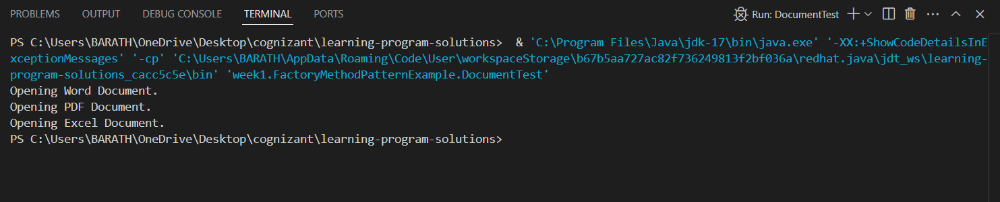 PROBLEMS OUTPUT DEBUG CONSOLE TERMINAL PORTS Run: DocumentTest
PS C:\Users\BARATH\OneDrive\Desktop\cognizant\learning-program-solutions>  & 'C:\Program Files\Java\jdk-17\bin\java.exe' '-XX:+ShowCodeDetailsInE
xceptionMessages' '-cp' 'C:\Users\BARATH\AppData\Roaming\Code\User\workspaceStorage\b67b5aa727ac82f736249813f2bf036a\redhat.java\jdt_ws\learning-
program-solutions_cacc5c5e\bin' 'week1.FactoryMethodPatternExample.DocumentTest'
Opening Word Document.
Opening PDF Document.
Opening Excel Document.
PS C:\Users\BARATH\OneDrive\Desktop\cognizant\learning-program-solutions>